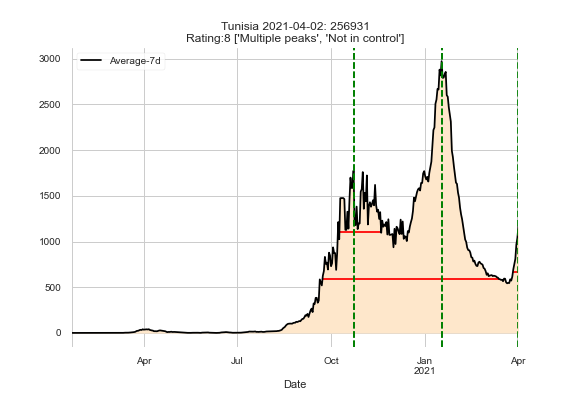 Tunisia 2021-04-02: 256931
Rating:8 ['Multiple peaks', 'Not in control']
Average-7d
3000
2500
2000
1500
1000
500
0
Apr
Jul
Oct
Jan
2021
Apr
Date